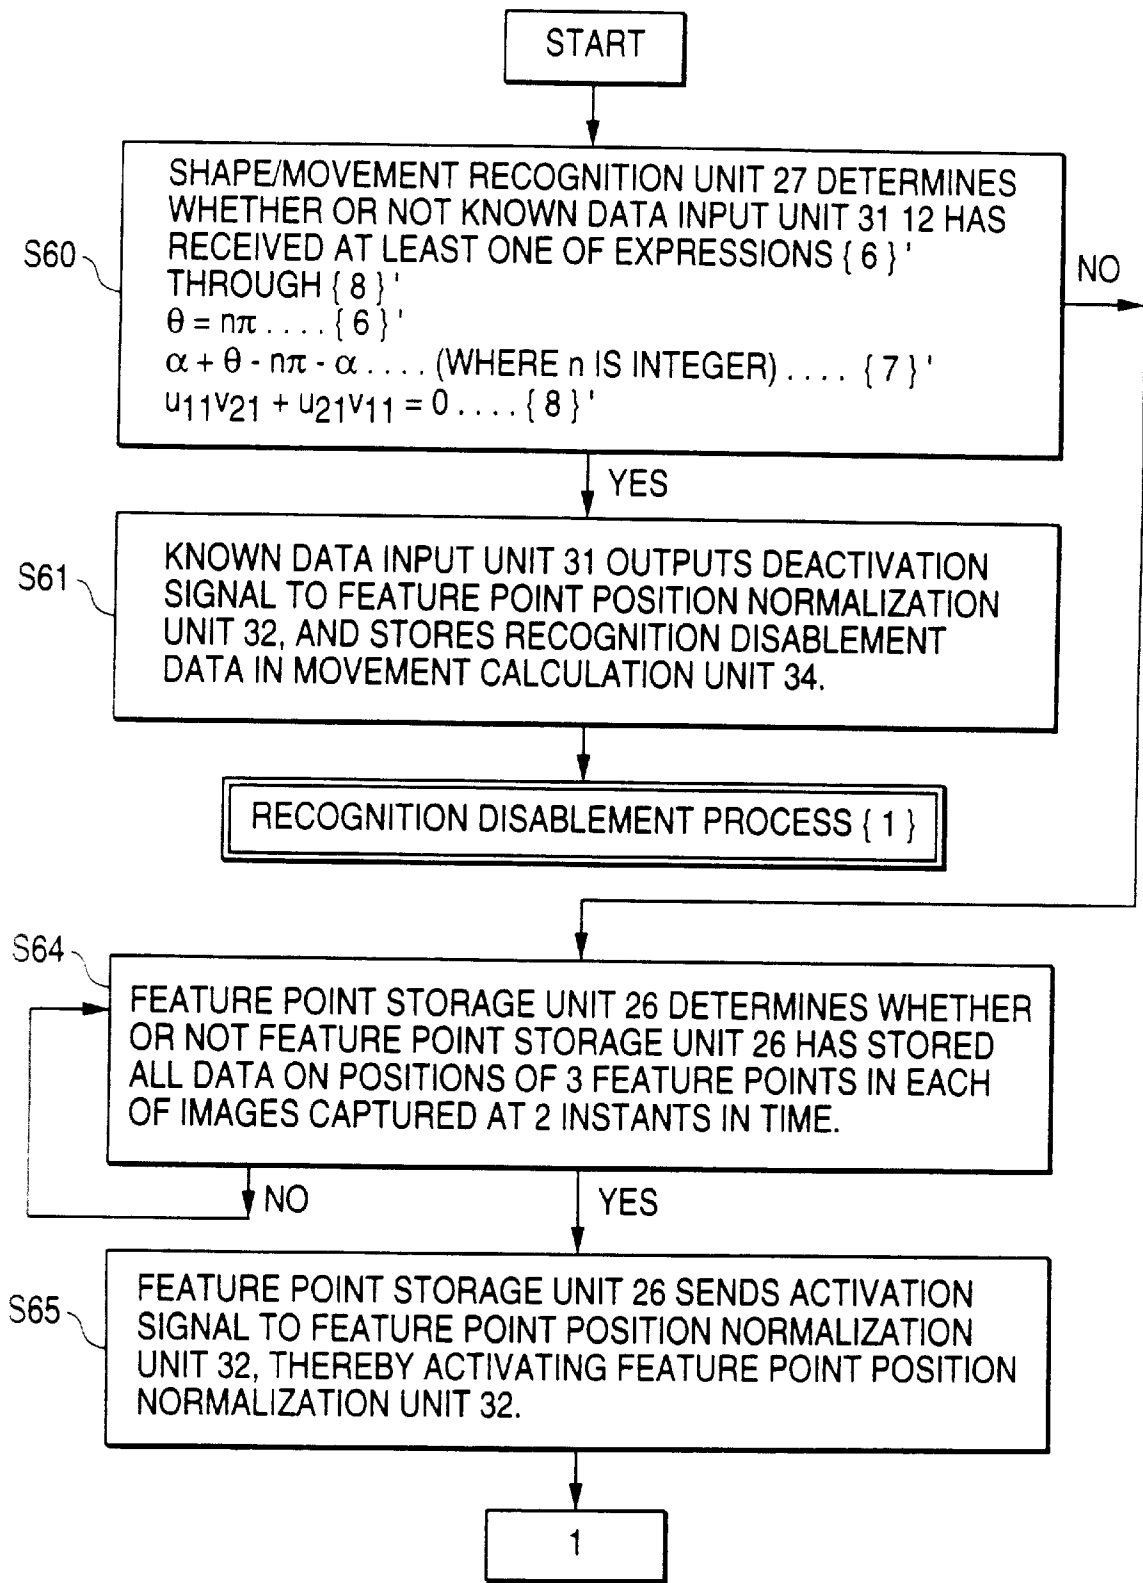 START
SHAPE/MOVEMENT RECOGNITION UNIT 27 DETERMINES
WHETHER OR NOT KNOWN DATA INPUT UNIT 31 12 HAS
RECEIVED AT LEAST ONE OF EXPRESSIONS { 6 }'
THROUGH { 8 }'
θ = nπ . . . . { 6 }'
α + θ - nπ - α . . . . (WHERE n IS INTEGER) . . . . { 7 }'
u11v21 + u21v11 = 0 . . . . { 8 }'
S60
NO
YES
S61
KNOWN DATA INPUT UNIT 31 OUTPUTS DEACTIVATION
SIGNAL TO FEATURE POINT POSITION NORMALIZATION
UNIT 32, AND STORES RECOGNITION DISABLEMENT
DATA IN MOVEMENT CALCULATION UNIT 34.
RECOGNITION DISABLEMENT PROCESS { 1 }
S64
FEATURE POINT STORAGE UNIT 26 DETERMINES WHETHER
OR NOT FEATURE POINT STORAGE UNIT 26 HAS STORED
ALL DATA ON POSITIONS OF 3 FEATURE POINTS IN EACH
OF IMAGES CAPTURED AT 2 INSTANTS IN TIME.
NO
YES
S65
FEATURE POINT STORAGE UNIT 26 SENDS ACTIVATION
SIGNAL TO FEATURE POINT POSITION NORMALIZATION
UNIT 32, THEREBY ACTIVATING FEATURE POINT POSITION
NORMALIZATION UNIT 32.
1